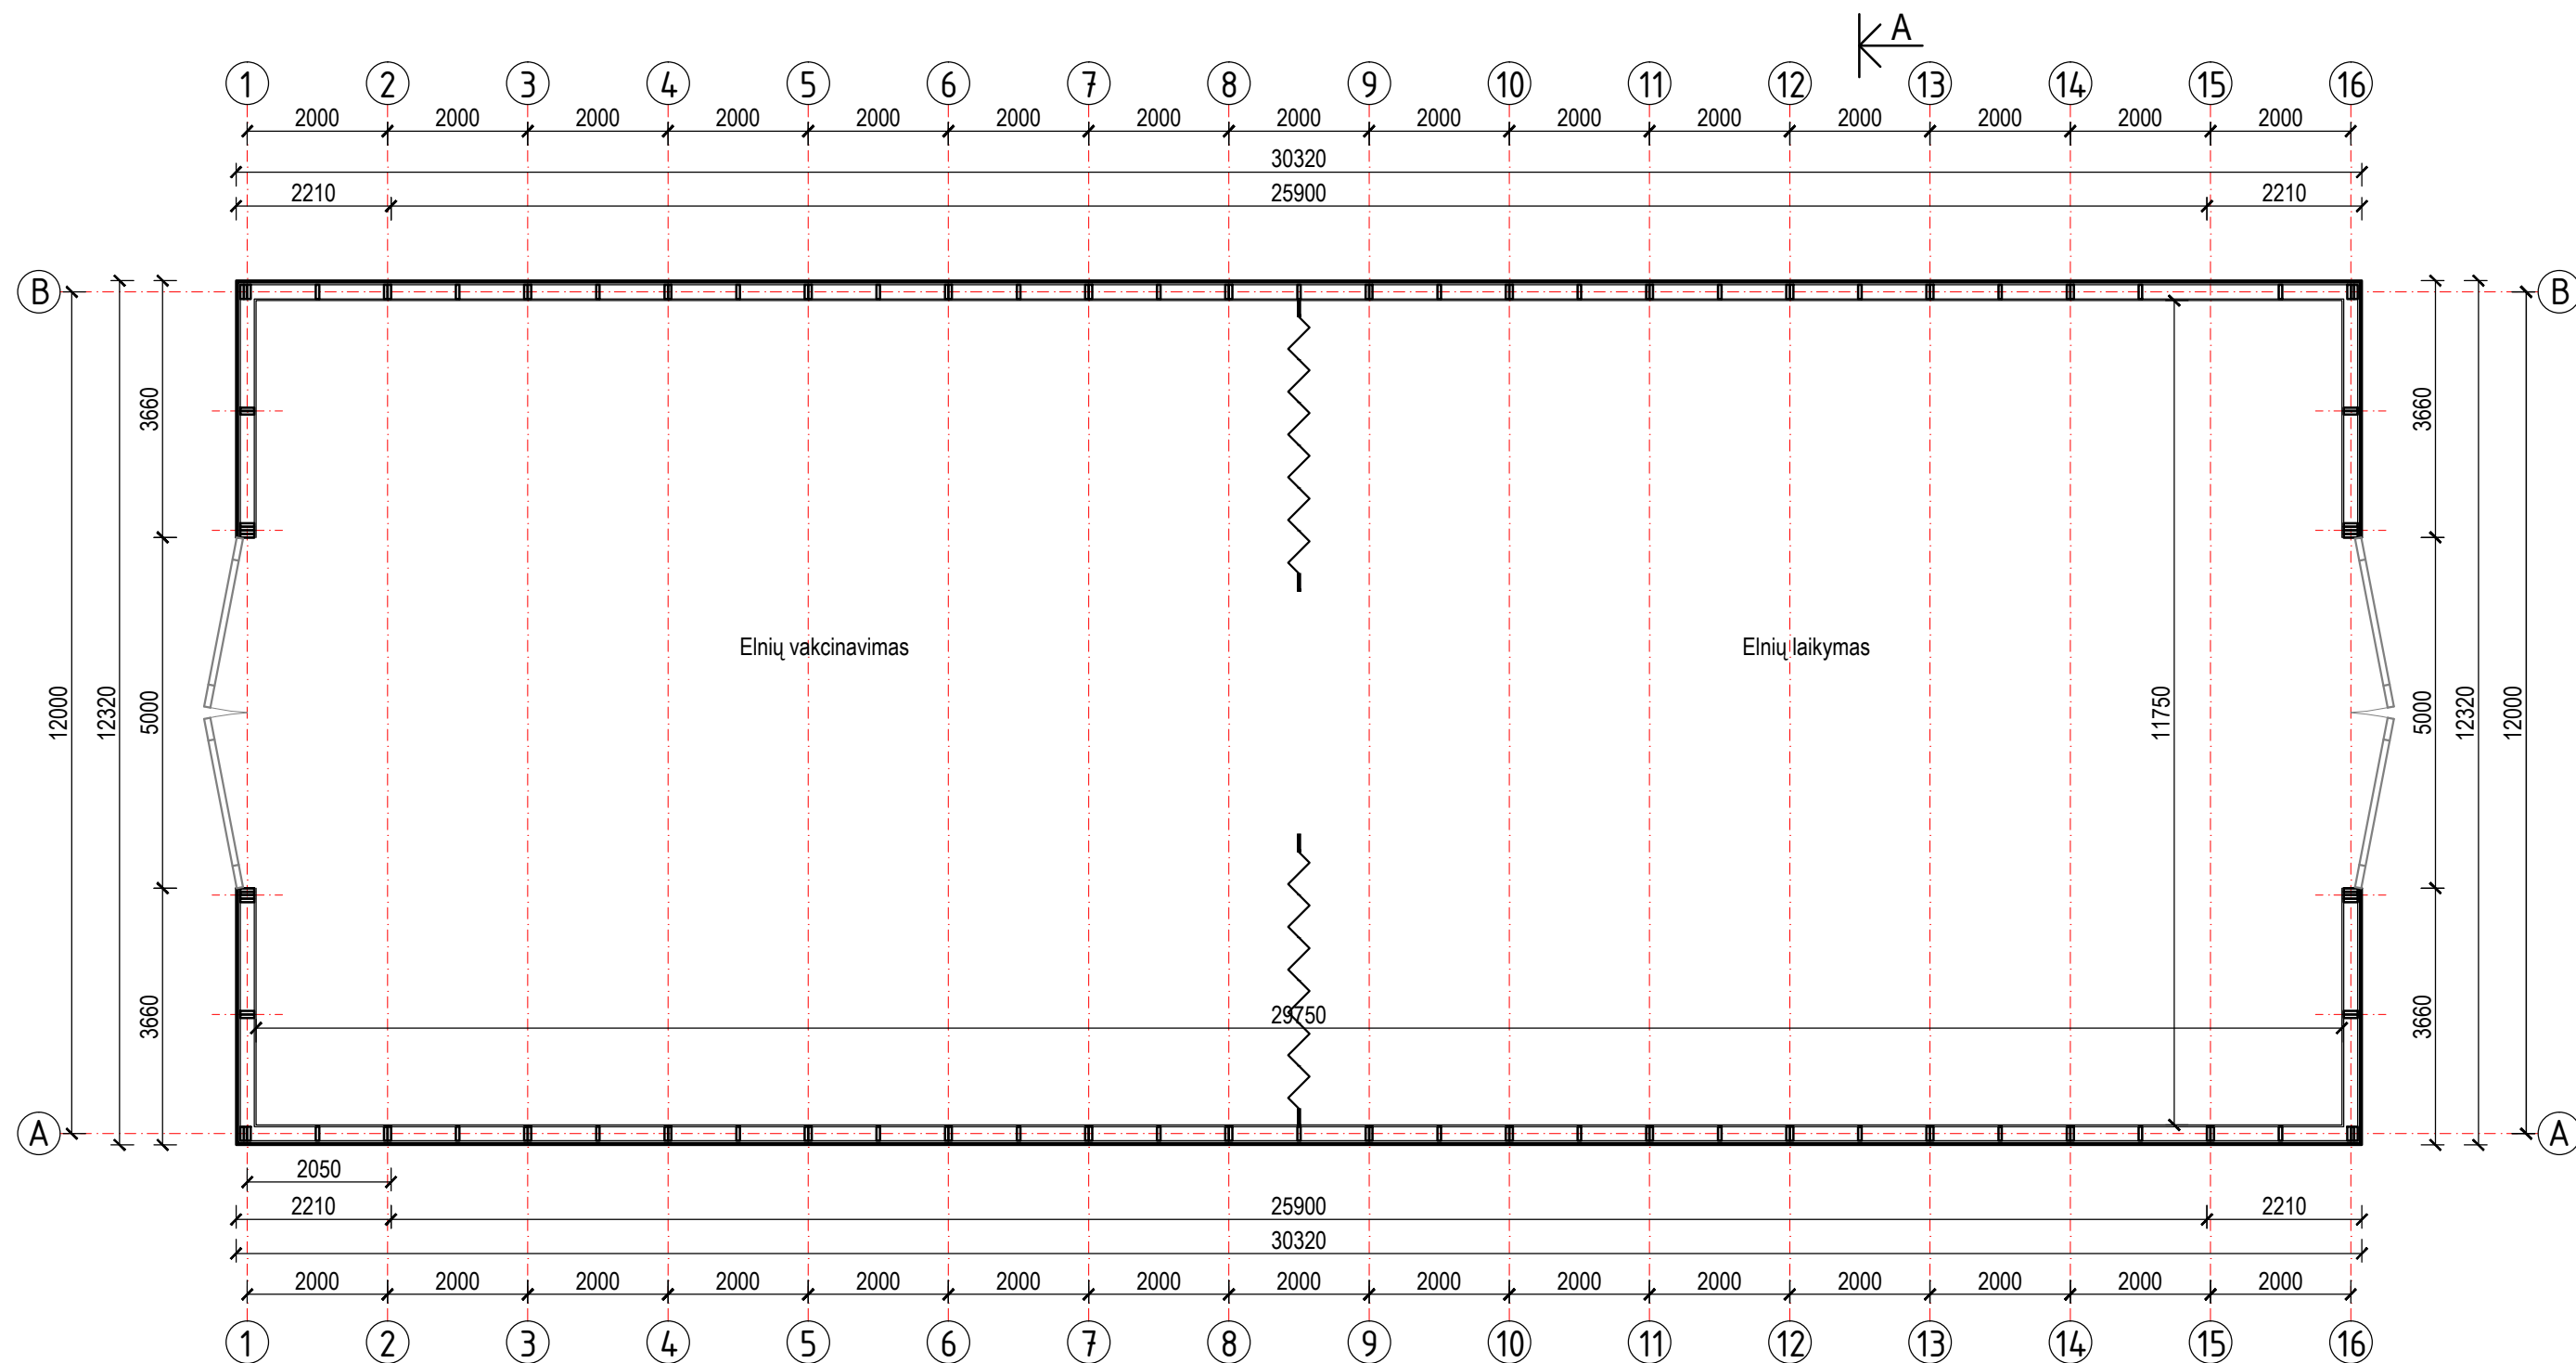 A
1 2 3 4 5 6 7 8 9 10 11 12 13 14 15 16
2000 2000 2000 2000 2000 2000 2000 2000 2000 2000 2000 2000 2000 2000 2000
30320
2210 25900 2210
B B
3660 3660
Elnių vakcinavimas Elnių laikymas
12000 12320 5000 11750 5000 12320 12000
3660 29750 3660
A A
2050
2210 25900 2210
30320
2000 2000 2000 2000 2000 2000 2000 2000 2000 2000 2000 2000 2000 2000 2000
1 2 3 4 5 6 7 8 9 10 11 12 13 14 15 16